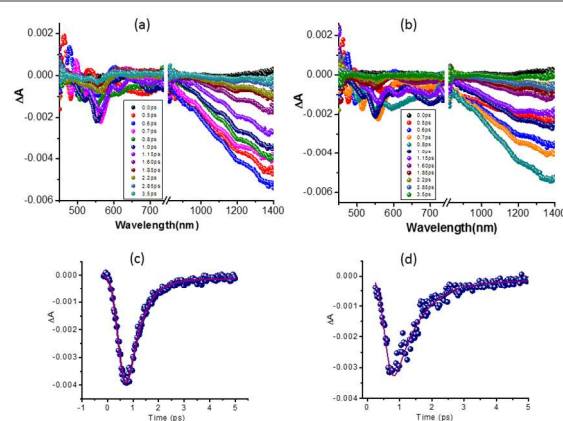 (a)
(b)
0.002
0.000
-0.002
-0.004
-0.006
ΔA
500
600
700
1000
1200
1400
Wavelength(nm)
0.0ps
0.5ps
0.6ps
0.7ps
0.8ps
1.0ps
1.15ps
1.60ps
1.85ps
2.2ps
2.85ps
3.5ps
0.002
0.000
-0.002
-0.004
-0.006
ΔA
500
600
700
1000
1200
1400
Wavelength(nm)
0.0ps
0.5ps
0.6ps
0.7ps
0.8ps
1.15ps
1.60ps
1.85ps
2.2ps
2.85ps
3.5ps
(c)
(d)
0.000
-0.001
-0.002
-0.003
-0.004
ΔA
-1
0
1
2
3
4
5
Time (ps)
0.000
-0.001
-0.002
-0.003
-0.004
ΔA
0
1
2
3
4
5
Time (ps)